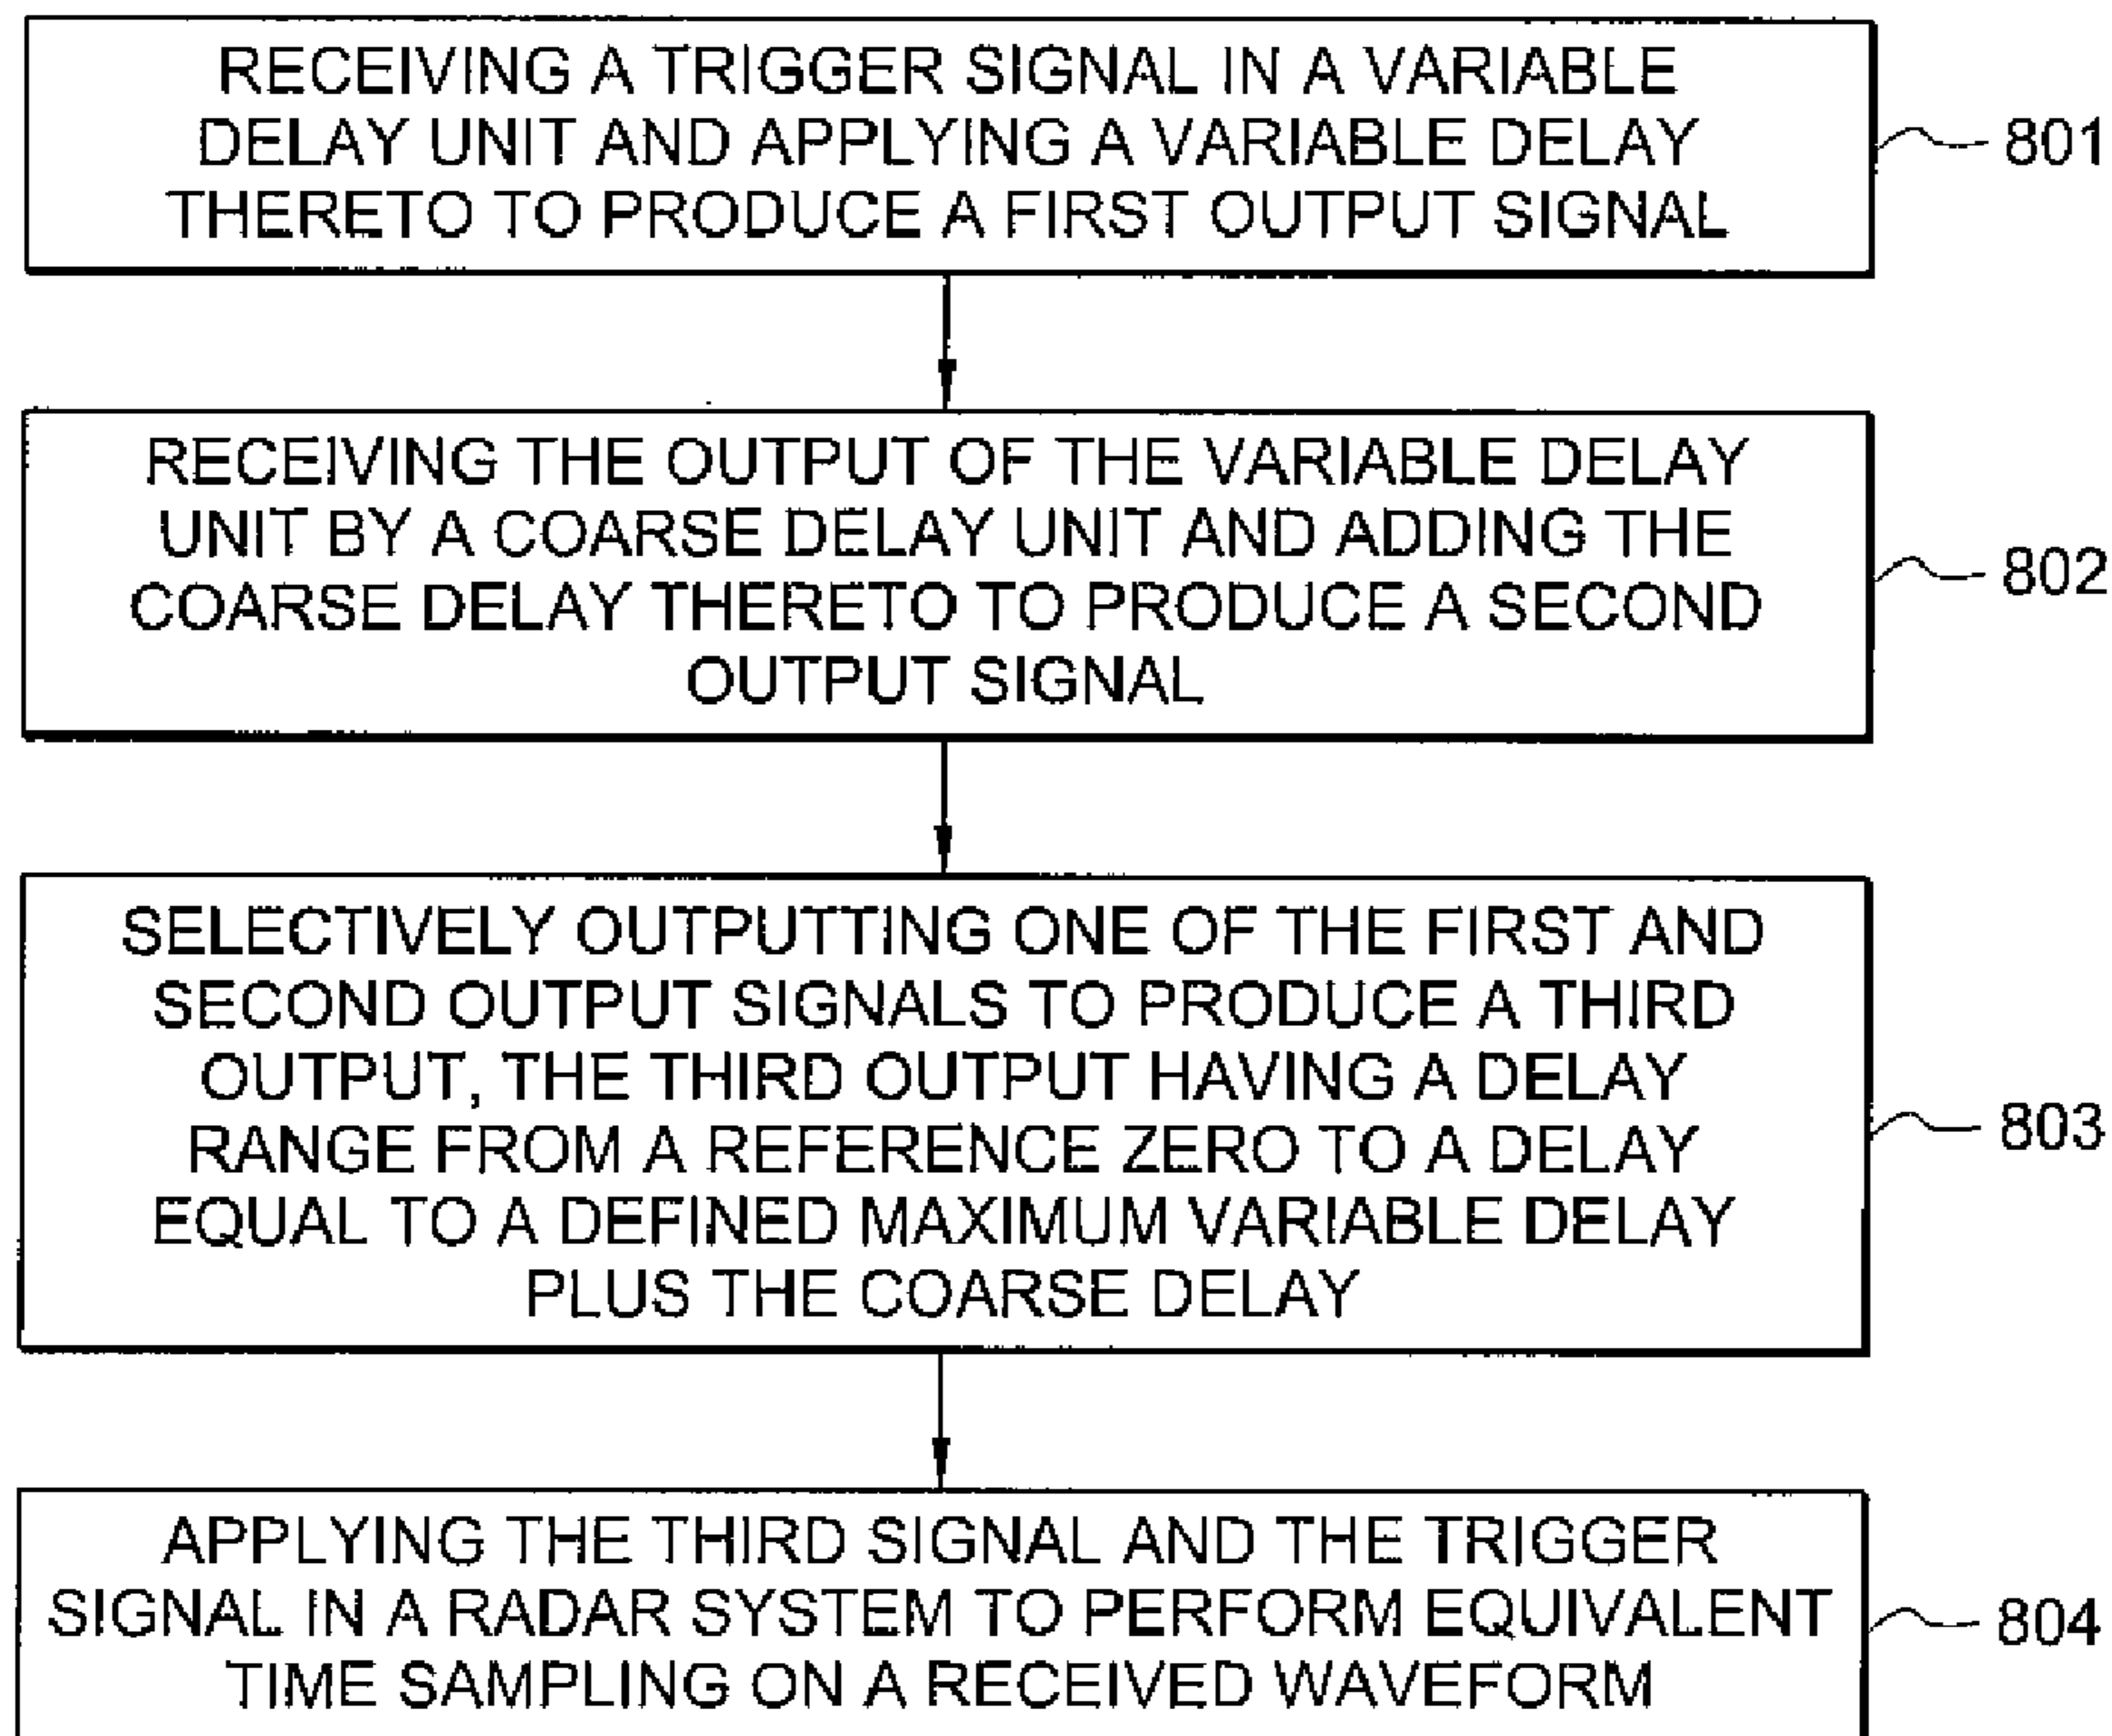 RECEIVING A TRIGGER SIGNAL IN A VARIABLE
DELAY UNIT AND APPLYING A VARIABLE DELAY
THERETO TO PRODUCE A FIRST OUTPUT SIGNAL
801
RECEIVING THE OUTPUT OF THE VARIABLE DELAY
UNIT BY A COARSE DELAY UNIT AND ADDING THE
COARSE DELAY THERETO TO PRODUCE A SECOND
OUTPUT SIGNAL
802
SELECTIVELY OUTPUTTING ONE OF THE FIRST AND
SECOND OUTPUT SIGNALS TO PRODUCE A THIRD
OUTPUT, THE THIRD OUTPUT HAVING A DELAY
RANGE FROM A REFERENCE ZERO TO A DELAY
EQUAL TO A DEFINED MAXIMUM VARIABLE DELAY
PLUS THE COARSE DELAY
803
APPLYING THE THIRD SIGNAL AND THE TRIGGER
SIGNAL IN A RADAR SYSTEM TO PERFORM EQUIVALENT
TIME SAMPLING ON A RECEIVED WAVEFORM
804